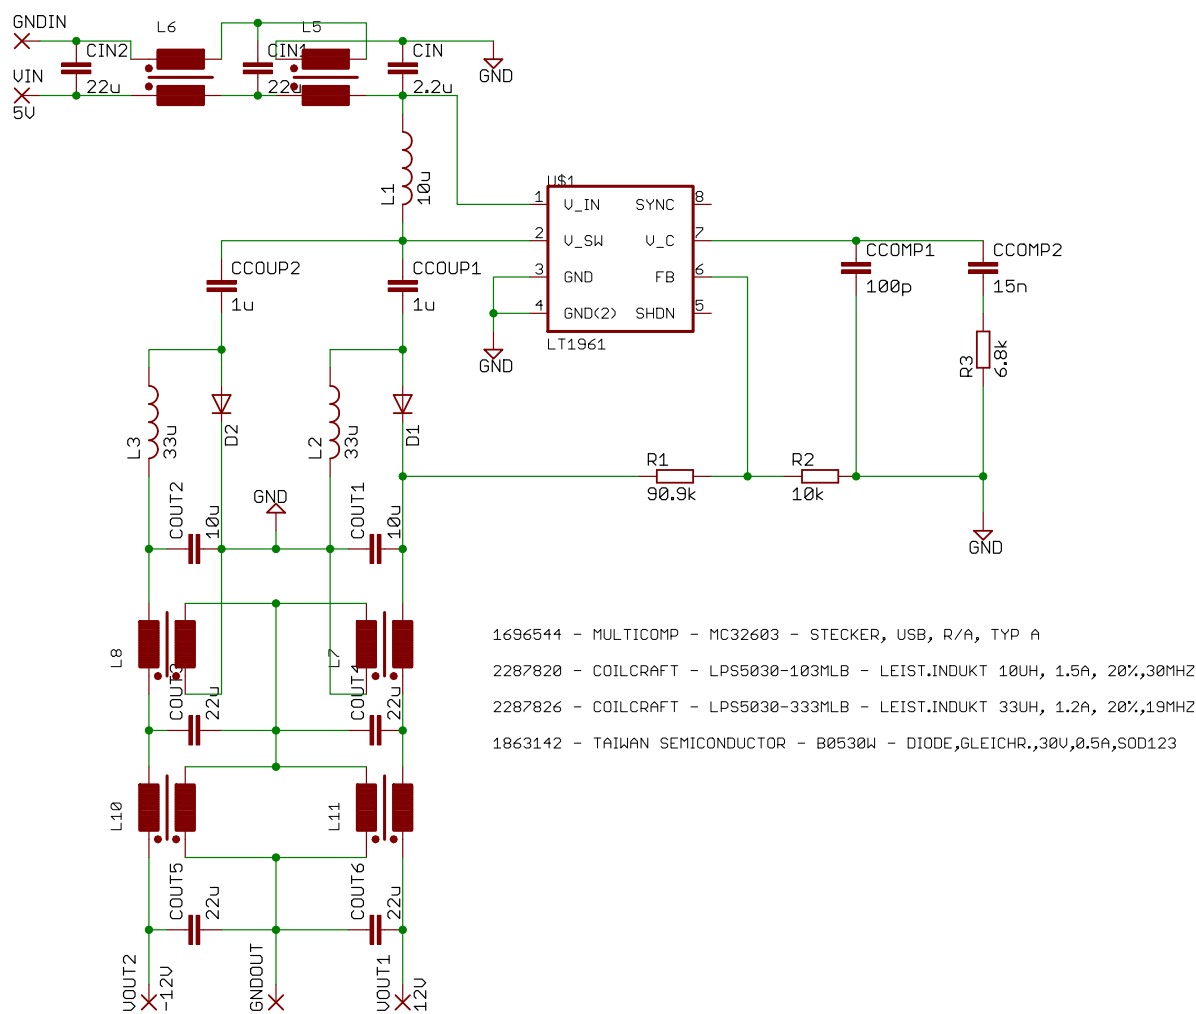 GNDIN
L6
L5
CIN2
CIN1
CIN
22u
22u
2.2u
GND
VIN
5V
L1
10u
U$1
1 V_IN SYNC 8
2 V_SW V_C 7
3 GND FB 6
4 GND(2) SHDN 5
LT1961
GND
CCOUP2
1u
CCOUP1
1u
CCOMP1
100p
CCOMP2
15n
R3
6.8k
L3
33u
D2
L2
33u
D1
R1
90.9k
R2
10k
GND
COUT2
10u
GND
COUT1
10u
L8
COUT3
22u
L7
COUT4
22u
1696544 - MULTICOMP - MC32603 - STECKER, USB, R/A, TYP A
2287820 - COILCRAFT - LPS5030-103MLB - LEIST.INDUKT 10UH, 1.5A, 20%,30MHZ
2287826 - COILCRAFT - LPS5030-333MLB - LEIST.INDUKT 33UH, 1.2A, 20%,19MHZ
1863142 - TAIWAN SEMICONDUCTOR - B0530W - DIODE,GLEICHR.,30V,0.5A,SOD123
L10
L11
COUT5
22u
COUT6
22u
VOUT2
-12V
GNDOUT
VOUT1
12V